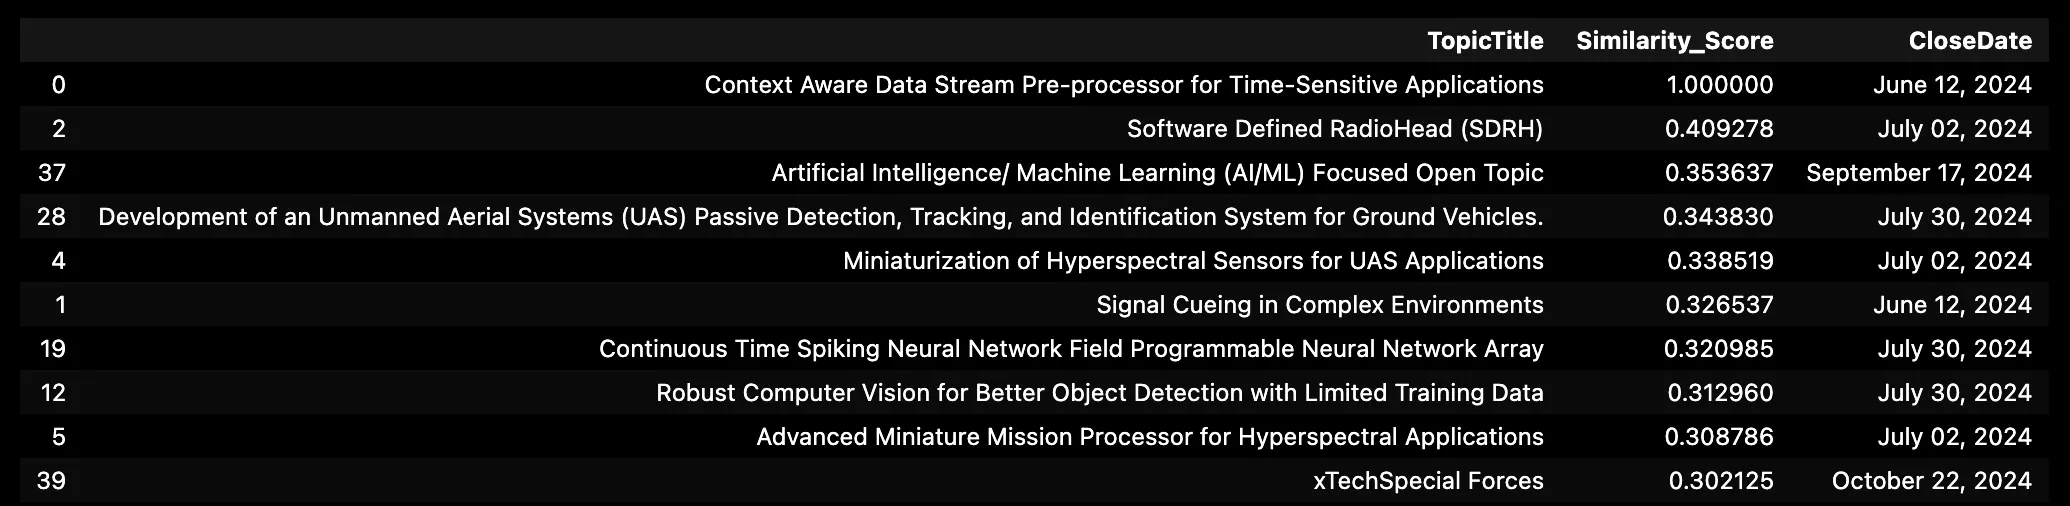 TopicTitle Similarity_Score CloseDate
0 Context Aware Data Stream Pre-processor for Time-Sensitive Applications 1.000000 June 12, 2024
2 Software Defined RadioHead (SDRH) 0.409278 July 02, 2024
37 Artificial Intelligence/ Machine Learning (AI/ML) Focused Open Topic 0.353637 September 17, 2024
28 Development of an Unmanned Aerial Systems (UAS) Passive Detection, Tracking, and Identification System for Ground Vehicles. 0.343830 July 30, 2024
4 Miniaturization of Hyperspectral Sensors for UAS Applications 0.338519 July 02, 2024
1 Signal Cueing in Complex Environments 0.326537 June 12, 2024
19 Continuous Time Spiking Neural Network Field Programmable Neural Network Array 0.320985 July 30, 2024
12 Robust Computer Vision for Better Object Detection with Limited Training Data 0.312960 July 30, 2024
5 Advanced Miniature Mission Processor for Hyperspectral Applications 0.308786 July 02, 2024
39 xTechSpecial Forces 0.302125 October 22, 2024